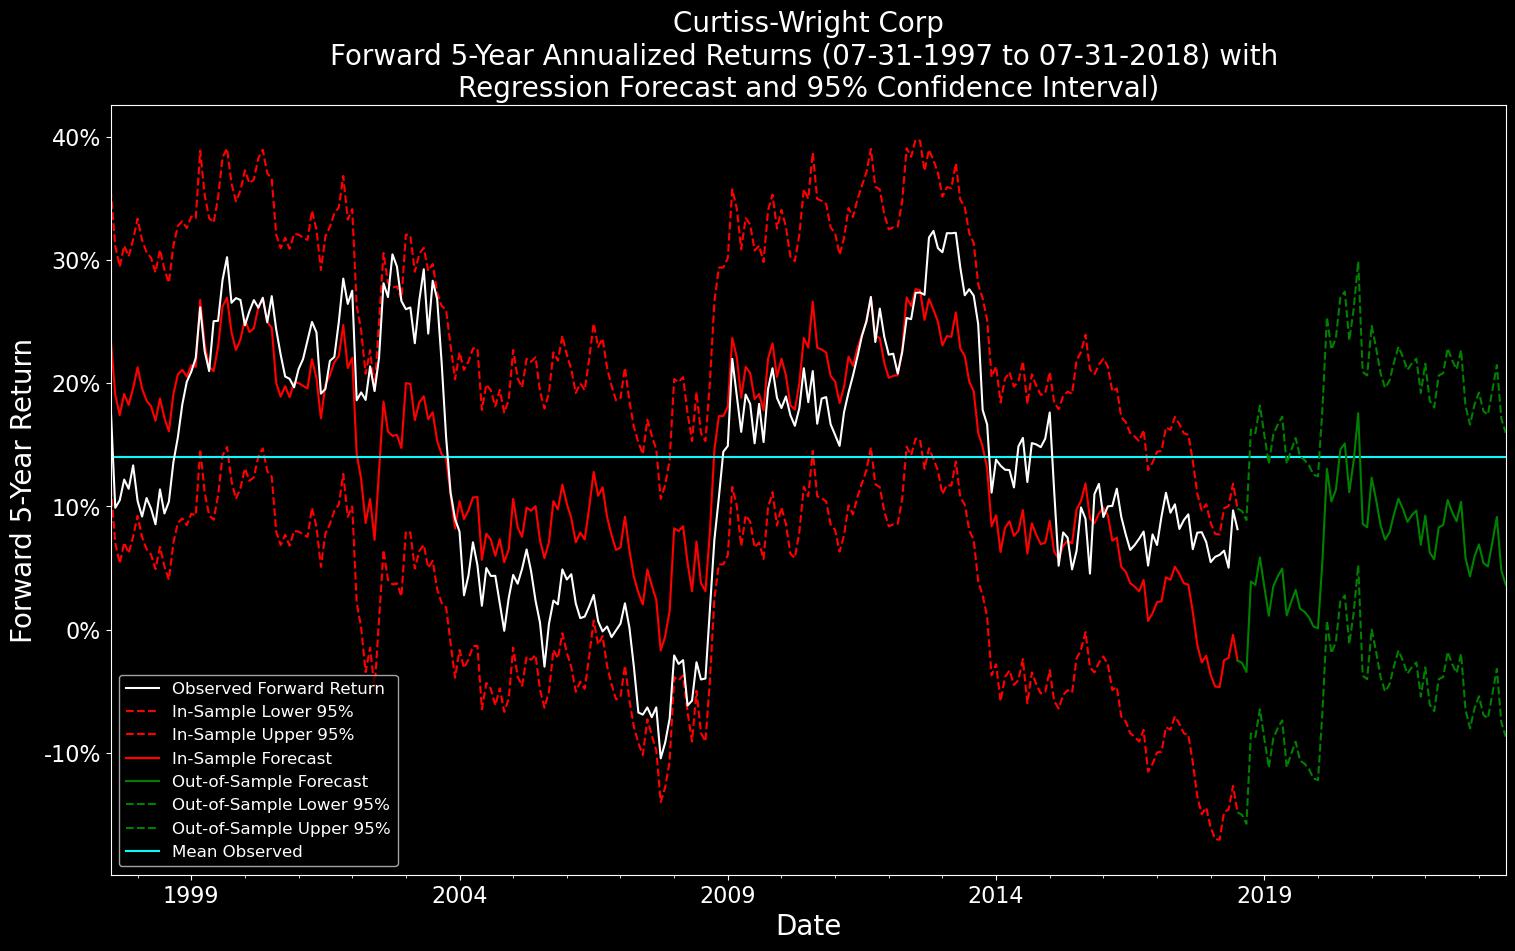 Curtiss-Wright Corp
Forward 5-Year Annualized Returns (07-31-1997 to 07-31-2018) with
Regression Forecast and 95% Confidence Interval)
Forward 5-Year Return
40%
30%
20%
10%
0%
-10%
Observed Forward Return
In-Sample Lower 95%
In-Sample Upper 95%
In-Sample Forecast
Out-of-Sample Forecast
Out-of-Sample Lower 95%
Out-of-Sample Upper 95%
Mean Observed
1999 2004 2009 2014 2019
Date